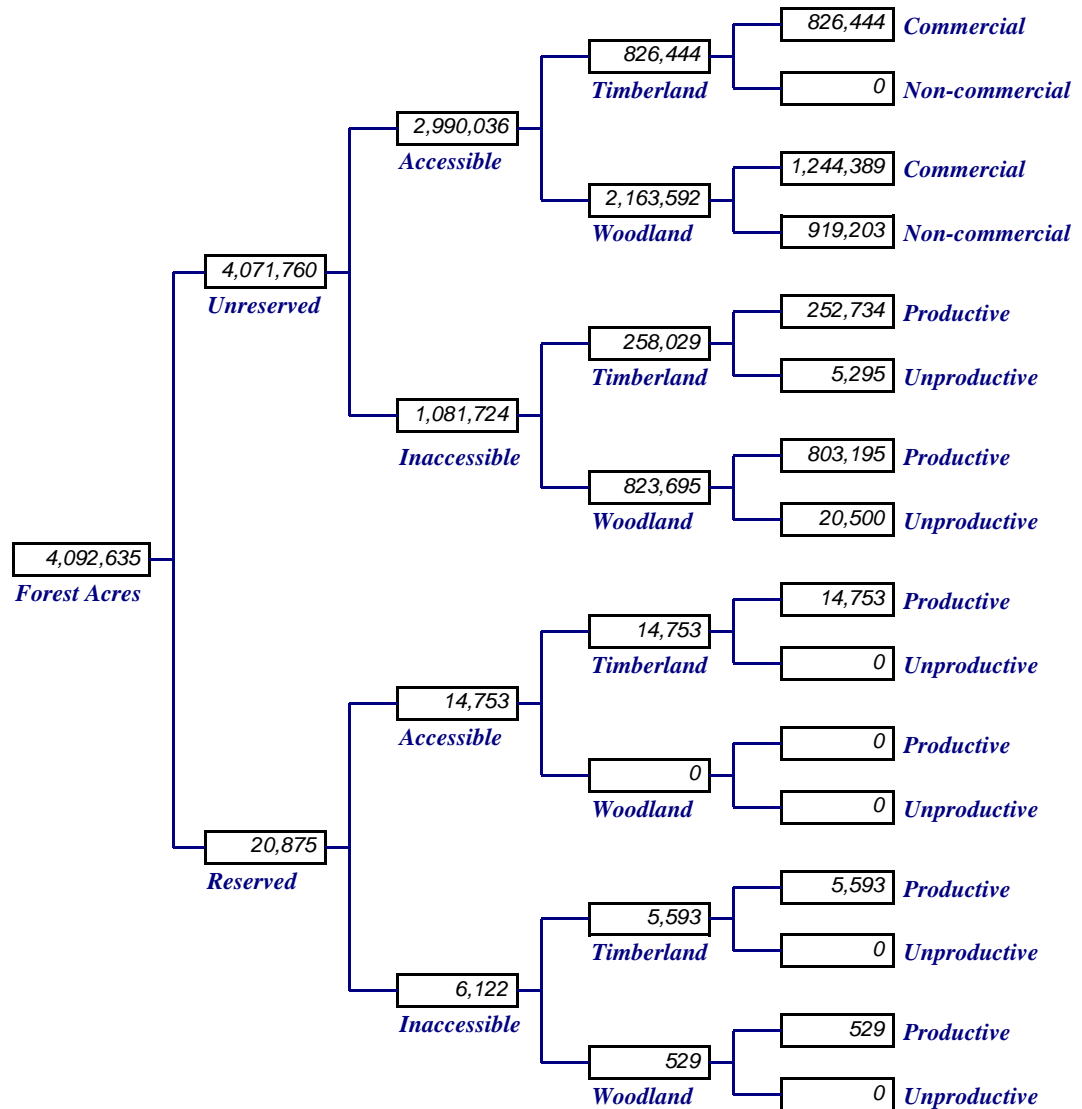 826,444 Commercial
826,444
Timberland
0 Non-commercial
2,990,036
Accessible
1,244,389 Commercial
2,163,592
Woodland
919,203 Non-commercial
4,071,760
Unreserved
252,734 Productive
258,029
Timberland
5,295 Unproductive
1,081,724
Inaccessible
803,195 Productive
823,695
Woodland
20,500 Unproductive
4,092,635
Forest Acres
14,753 Productive
14,753
Timberland
0 Unproductive
14,753
Accessible
0 Productive
0
Woodland
0 Unproductive
20,875
Reserved
5,593 Productive
5,593
Timberland
0 Unproductive
6,122
Inaccessible
529 Productive
529
Woodland
0 Unproductive